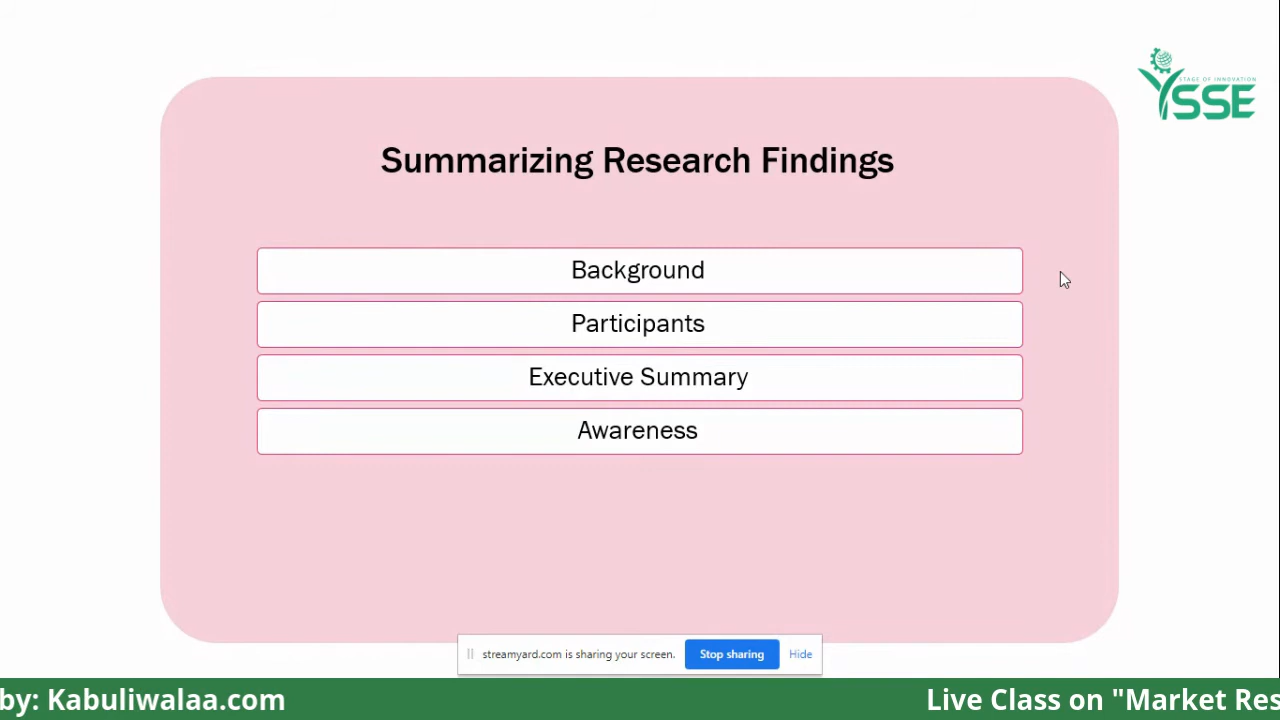 STAGE OF INNOVATION
YSSE
Summarizing Research Findings
Background
Participants
Executive Summary
Awareness
streamyard.com is sharing your screen. Stop sharing Hide
by: Kabuliwalaa.com Live Class on "Market Res